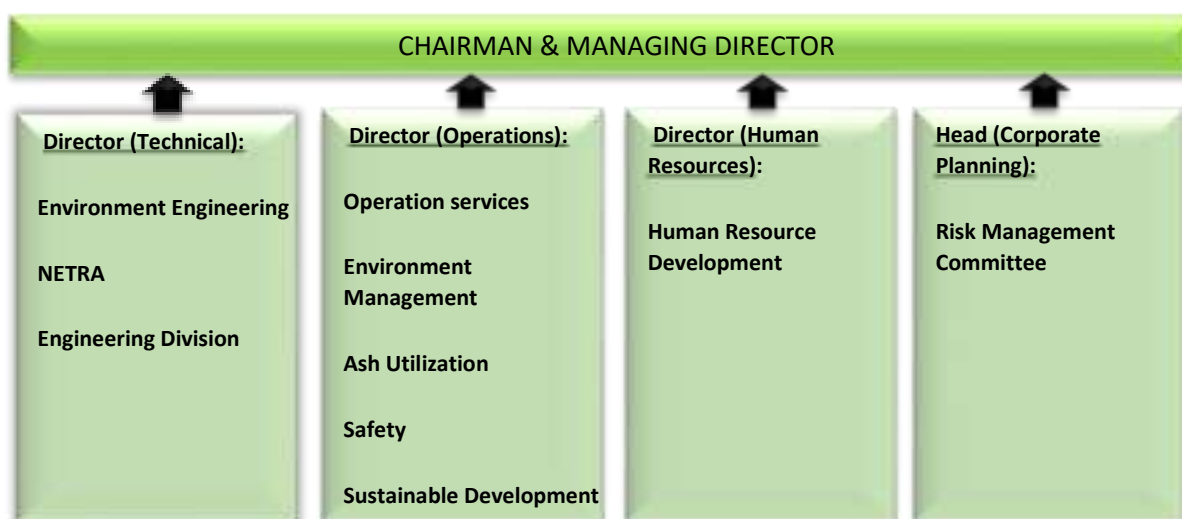 CHAIRMAN & MANAGING DIRECTOR
Director (Technical):
Environment Engineering
NETRA
Engineering Division
Director (Operations):
Operation services
Environment
Management
Ash Utilization
Safety
Sustainable Development
Director (Human
Resources):
Human Resource
Development
Head (Corporate
Planning):
Risk Management
Committee